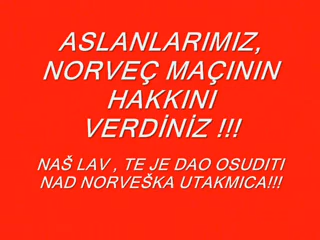 ASLANLARIMIZ,
NORVEÇ MAÇININ
HAKKINI
VERDİNİZ !!!
NAŠ LAV , TE JE DAO OSUDITI
NAD NORVEŠKA UTAKMICA!!!